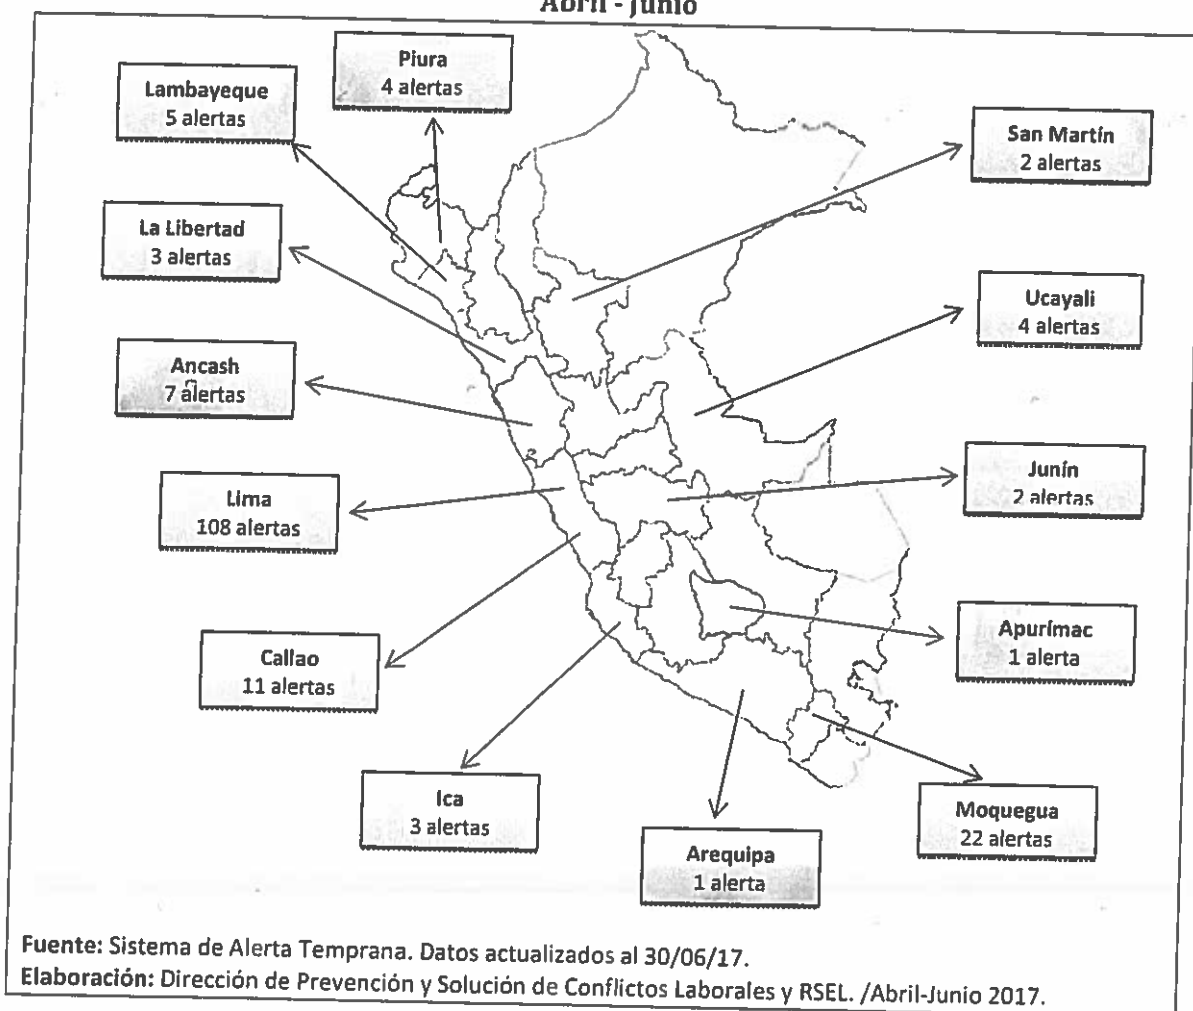 Abril - Junio
Piura
4 alertas
Lambayeque
5 alertas
San Martín
2 alertas
La Libertad
3 alertas
Ucayali
4 alertas
Ancash
7 alertas
Junín
2 alertas
Lima
108 alertas
Apurímac
1 alerta
Callao
11 alertas
Ica
3 alertas
Moquegua
22 alertas
Arequipa
1 alerta
Fuente: Sistema de Alerta Temprana. Datos actualizados al 30/06/17.
Elaboración: Dirección de Prevención y Solución de Conflictos Laborales y RSEL. /Abril-Junio 2017.